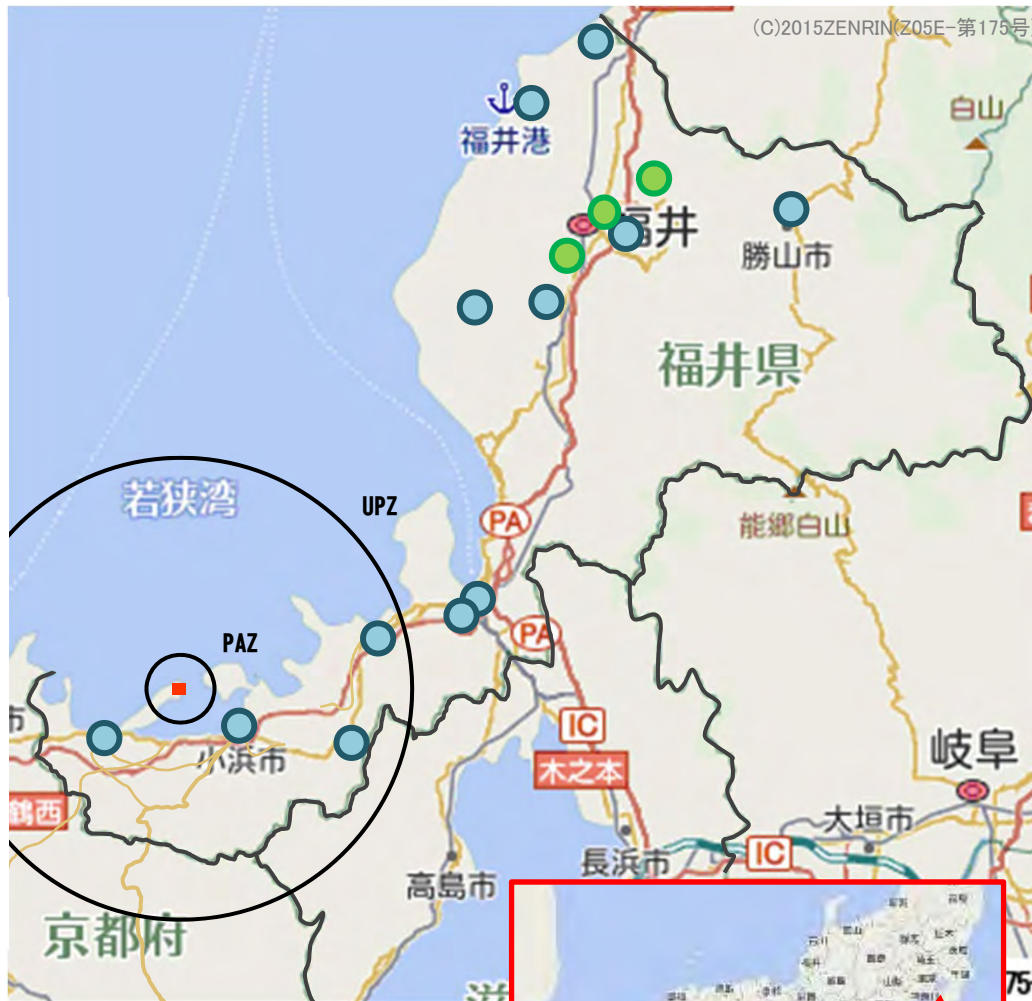 (C)2015ZENRIN(Z05E-第175号
白山
福井港
福井
勝山市
福井県
若狭湾
UPZ
PA
能郷白山
PAZ
PA
市
IC
小浜市
岐阜
木之本
鶴西
大垣市
IC
長浜市
高島市
京都府
75